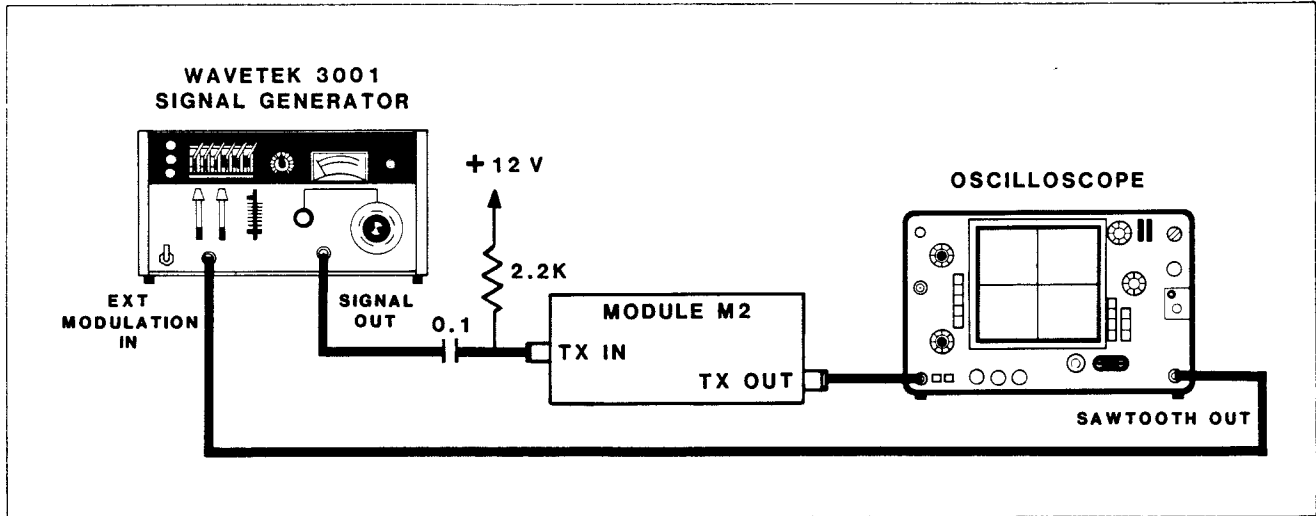 WAVETEK 3001
SIGNAL GENERATOR
+12 V
OSCILLOSCOPE
2.2K
EXT
MODULATION
IN
SIGNAL
OUT
0.1
MODULE M2
TX IN
TX OUT
SAWTOOTH OUT